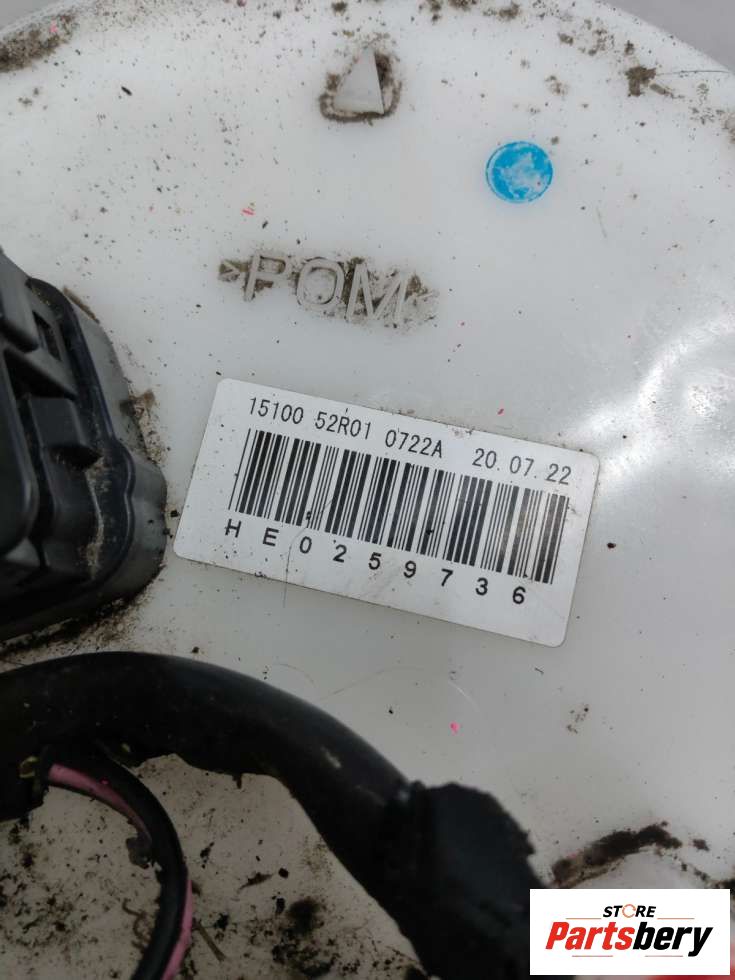 >POM<
15100 52R01 0722A 20.07.22
HE0259736
STORE
Partsbery